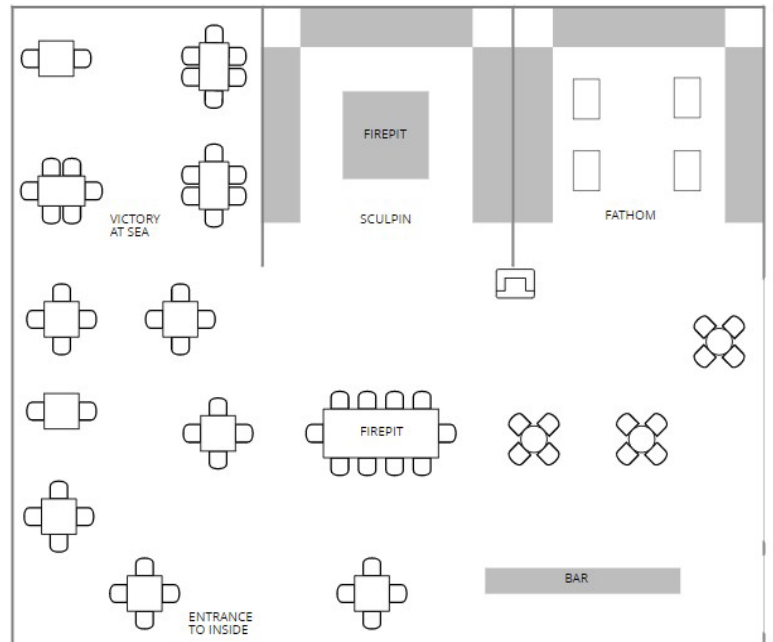 FIREPIT
SCULPIN
FATHOM
VICTORY
AT SEA
FIREPIT
BAR
ENTRANCE
TO INSIDE